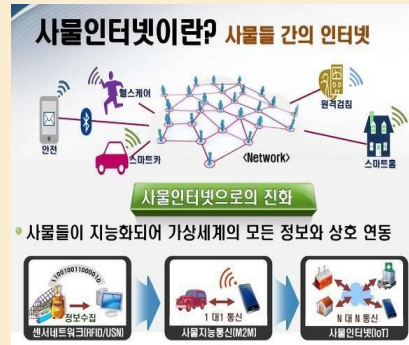 사물인터넷이란? 사물들 간의 인터넷
헬스케어
원격검침
안전
스마트카
<Network>
스마트홈
사물인터넷으로의 진화
사물들이 지능화되어 가상세계의 모든 정보와 상호 연동
11001001100010
정보수집
1 대1 통신
N 대 N 통신
센서네트워크(RFID/USN)
사물지능통신(M2M)
사물인터넷(IoT)